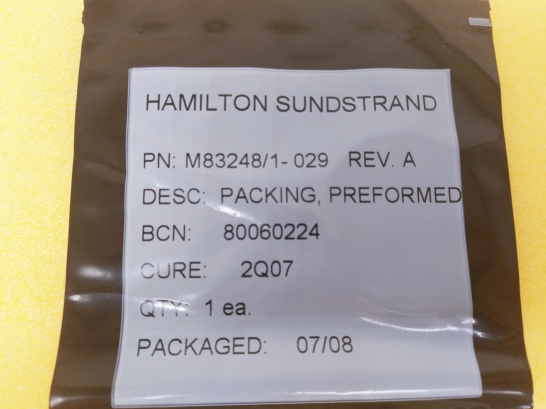 HAMILTON SUNDSTRAND
PN: M83248/1- 029 REV. A
DESC: PACKING, PREFORMED
BCN: 80060224
CURE: 2Q07
QTY: 1 ea.
PACKAGED: 07/08